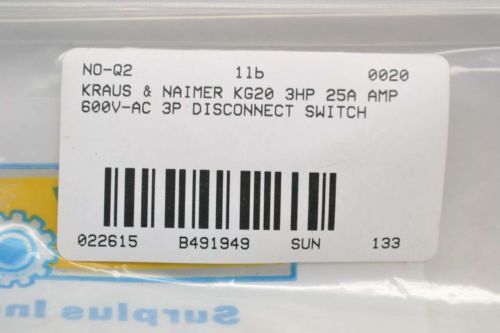 NO-Q2 1lb 0020
KRAUS & NAIMER KG20 3HP 25A AMP
600V-AC 3P DISCONNECT SWITCH
022615 B491949 SUN 133
Surplus In